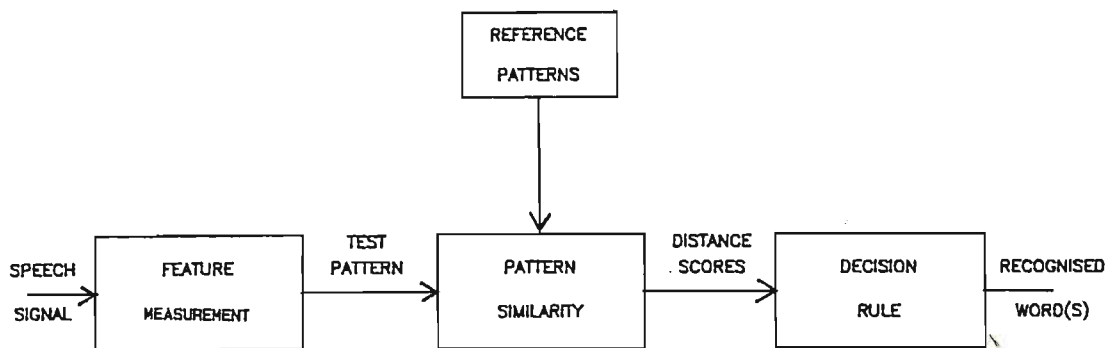 REFERENCE
PATTERNS
SPEECH
SIGNAL
FEATURE
MEASUREMENT
TEST
PATTERN
PATTERN
SIMILARITY
DISTANCE
SCORES
DECISION
RULE
RECOGNISED
WORD(S)